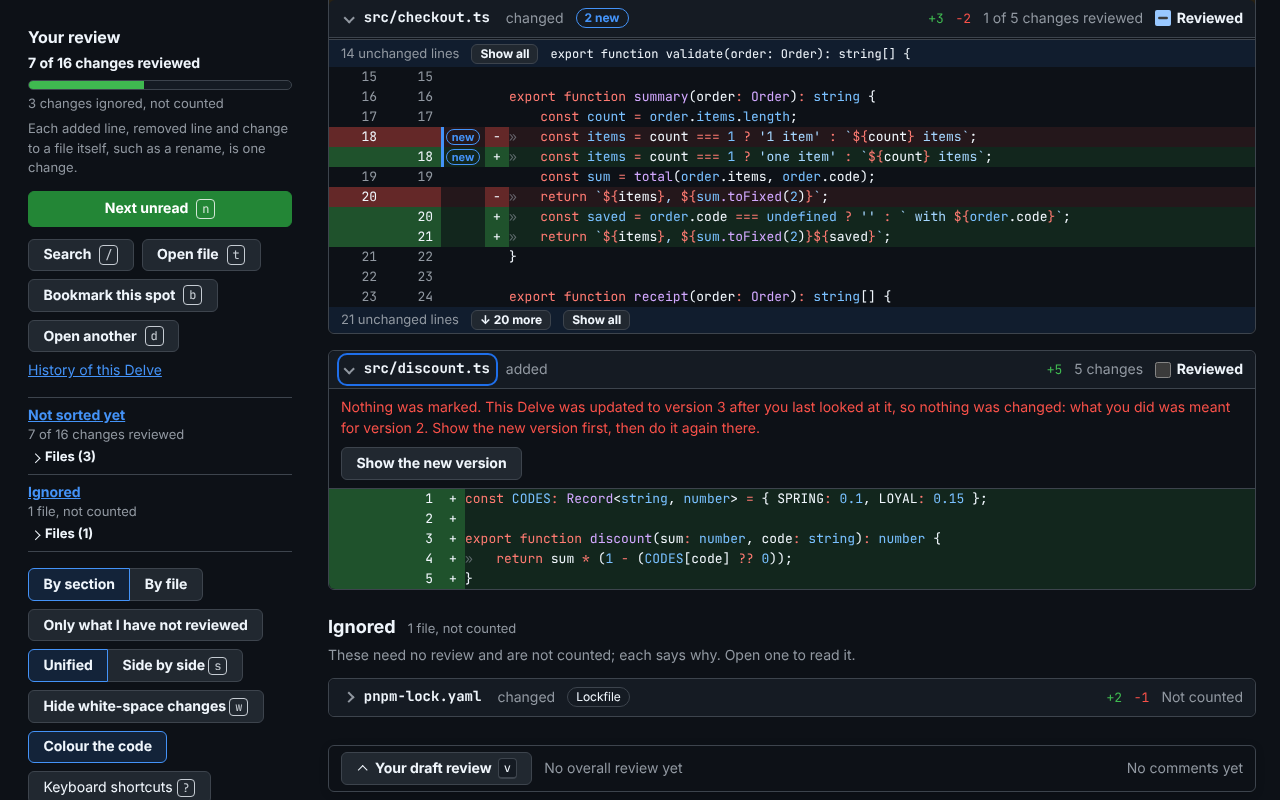 Your review
7 of 16 changes reviewed
3 changes ignored, not counted
Each added line, removed line and change
to a file itself, such as a rename, is one
change.
Next unread n
Search /
Open file t
Bookmark this spot b
Open another d
History of this Delve
Not sorted yet
7 of 16 changes reviewed
Files (3)
Ignored
1 file, not counted
Files (1)
By section
By file
Only what I have not reviewed
Unified
Side by side s
Hide white-space changes w
Colour the code
Keyboard shortcuts ?
src/checkout.ts changed 2 new +3 -2 1 of 5 changes reviewed Reviewed
14 unchanged lines Show all export function validate(order: Order): string[] {
15 15
16 16 export function summary(order: Order): string {
17 17 const count = order.items.length;
18 new - » const items = count === 1 ? '1 item' : `${count} items`;
18 new + » const items = count === 1 ? 'one item' : `${count} items`;
19 19 const sum = total(order.items, order.code);
20 - » return `${items}, ${sum.toFixed(2)}`;
20 + » const saved = order.code === undefined ? '' : ` with ${order.code}`;
21 + » return `${items}, ${sum.toFixed(2)}${saved}`;
21 22 }
22 23
23 24 export function receipt(order: Order): string[] {
21 unchanged lines ↓ 20 more Show all
src/discount.ts added +5 5 changes Reviewed
Nothing was marked. This Delve was updated to version 3 after you last looked at it, so nothing was changed: what you did was meant
for version 2. Show the new version first, then do it again there.
Show the new version
1 + const CODES: Record<string, number> = { SPRING: 0.1, LOYAL: 0.15 };
2 +
3 + export function discount(sum: number, code: string): number {
4 + » return sum * (1 - (CODES[code] ?? 0));
5 + }
Ignored 1 file, not counted
These need no review and are not counted; each says why. Open one to read it.
pnpm-lock.yaml changed Lockfile +2 -1 Not counted
Your draft review v No overall review yet No comments yet